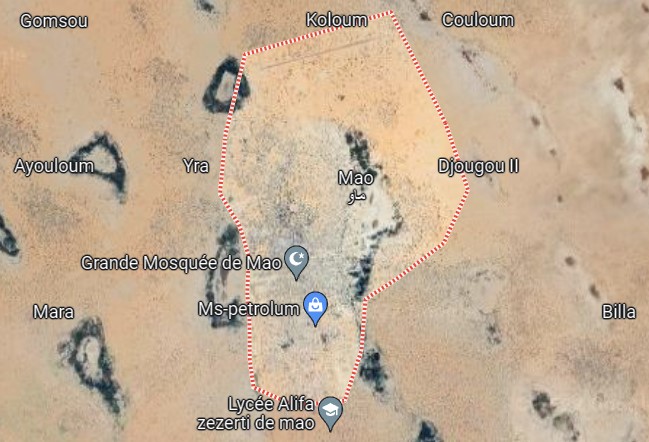 Gomsou
Koloum
Couloum
Ayouloum
Yra
Mao
ماو
Djougou II
Grande Mosquée de Mao
Ms-petrolum
Mara
Billa
Lycée Alifa
zezerti de mao